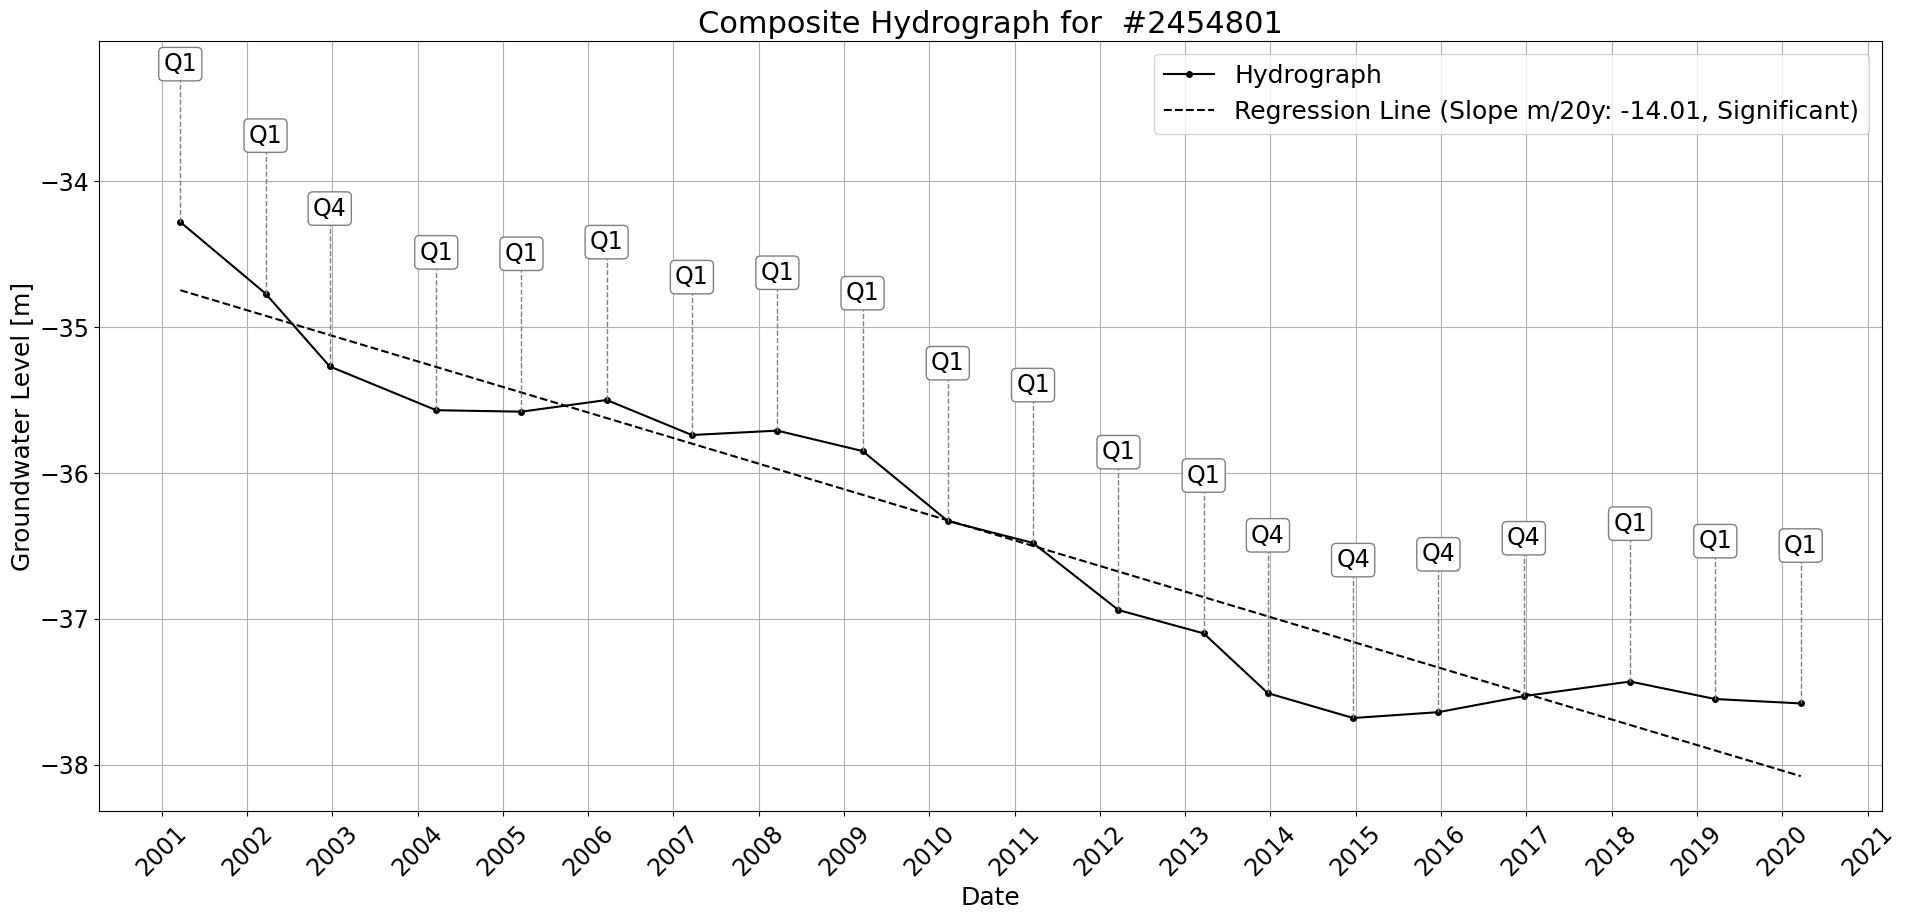 Composite Hydrograph for  #2454801
Hydrograph
Regression Line (Slope m/20y: -14.01, Significant)
Q1
Q1
Q4
Q1
Q1
Q1
Q1
Q1
Q1
Q1
Q1
Q1
Q1
Q4
Q4
Q4
Q4
Q1
Q1
Q1
Groundwater Level [m]
−34
−35
−36
−37
−38
2001
2002
2003
2004
2005
2006
2007
2008
2009
2010
2011
2012
2013
2014
2015
2016
2017
2018
2019
2020
2021
Date